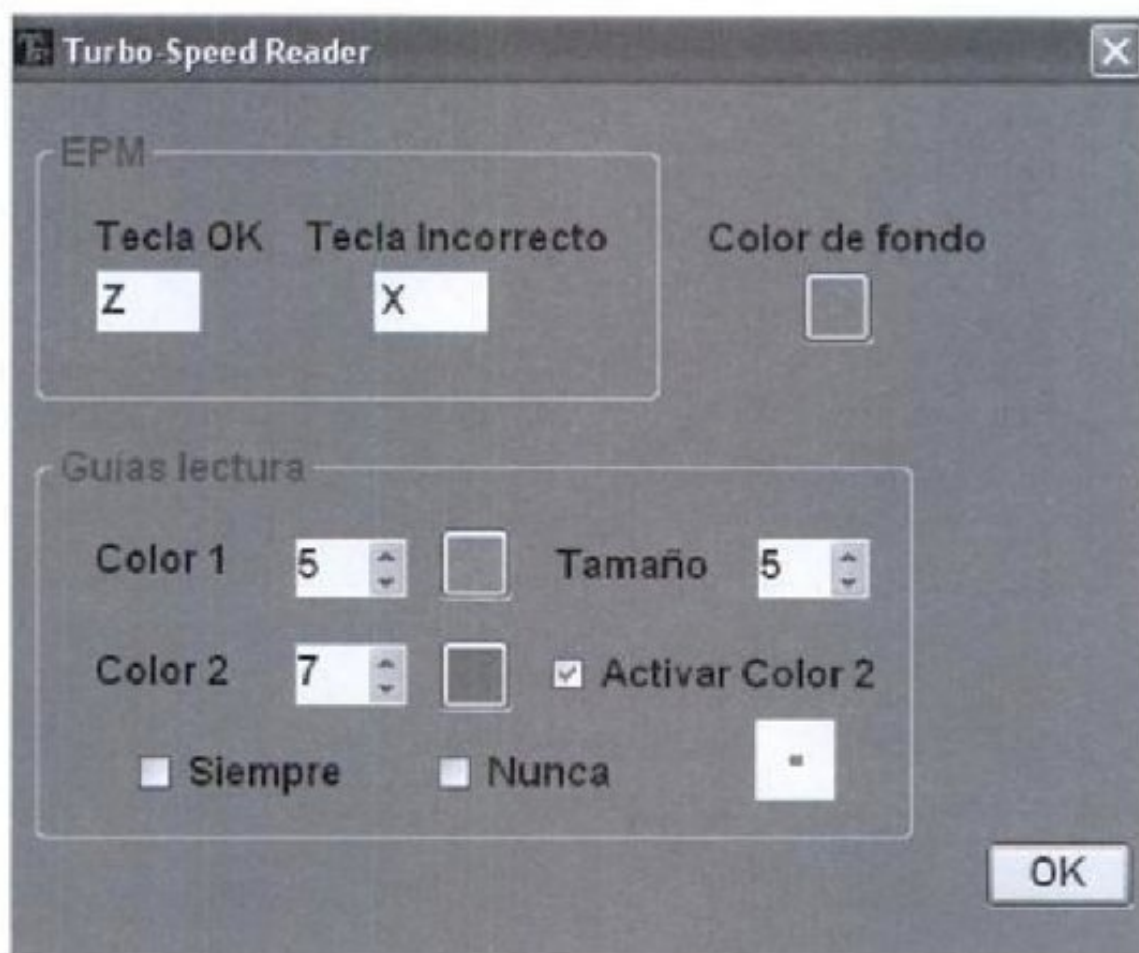 Turbo-Speed Reader
EPM
Tecla OK Tecla Incorrecto Color de fondo
Z X
Guías lectura
Color 1 5 Tamaño 5
Color 2 7 Activar Color 2
Siempre Nunca
OK